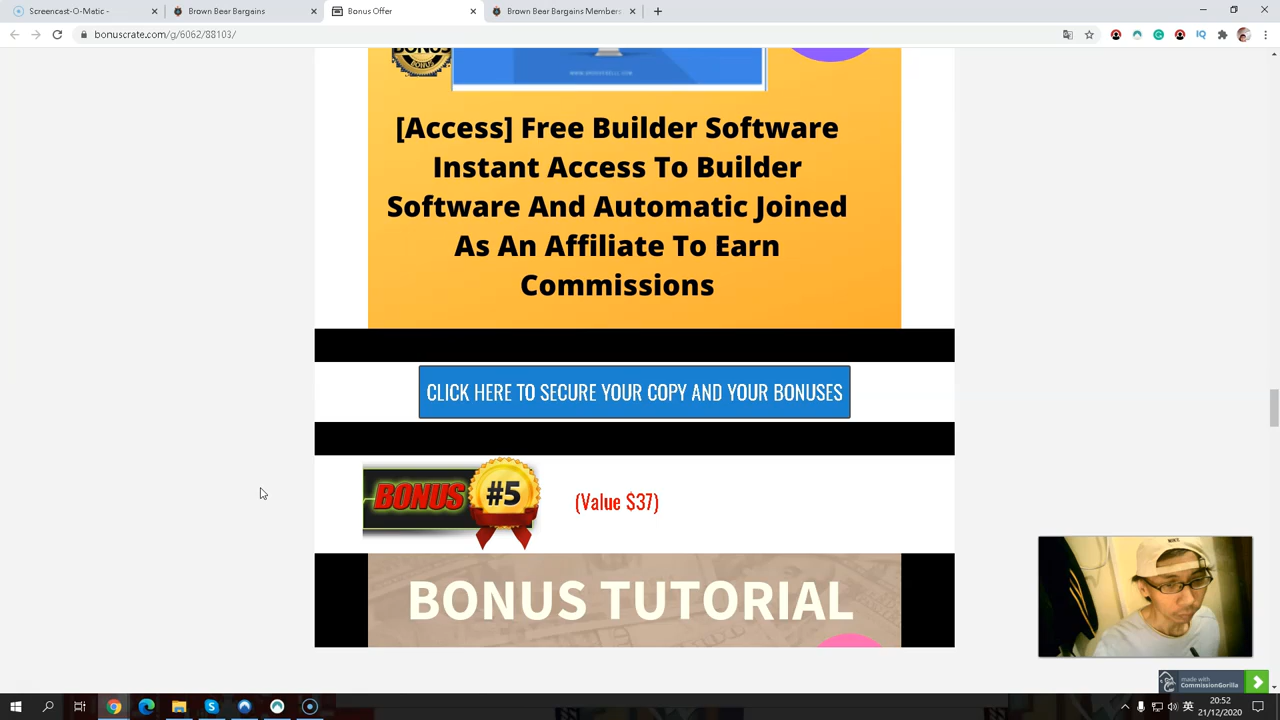 Screencast-O-Matic -
Brown Bear Bargains
Bonus Offer
Brown Bear Bargains Members
bonuscrate.com/g/6062/88103/
BONUS
[Access] Free Builder Software
Instant Access To Builder
Software And Automatic Joined
As An Affiliate To Earn
Commissions
CLICK HERE TO SECURE YOUR COPY AND YOUR BONUSES
BONUS #5 (Value $37)
BONUS TUTORIAL
made with
CommissionGorilla
20:52
英
21/12/2020